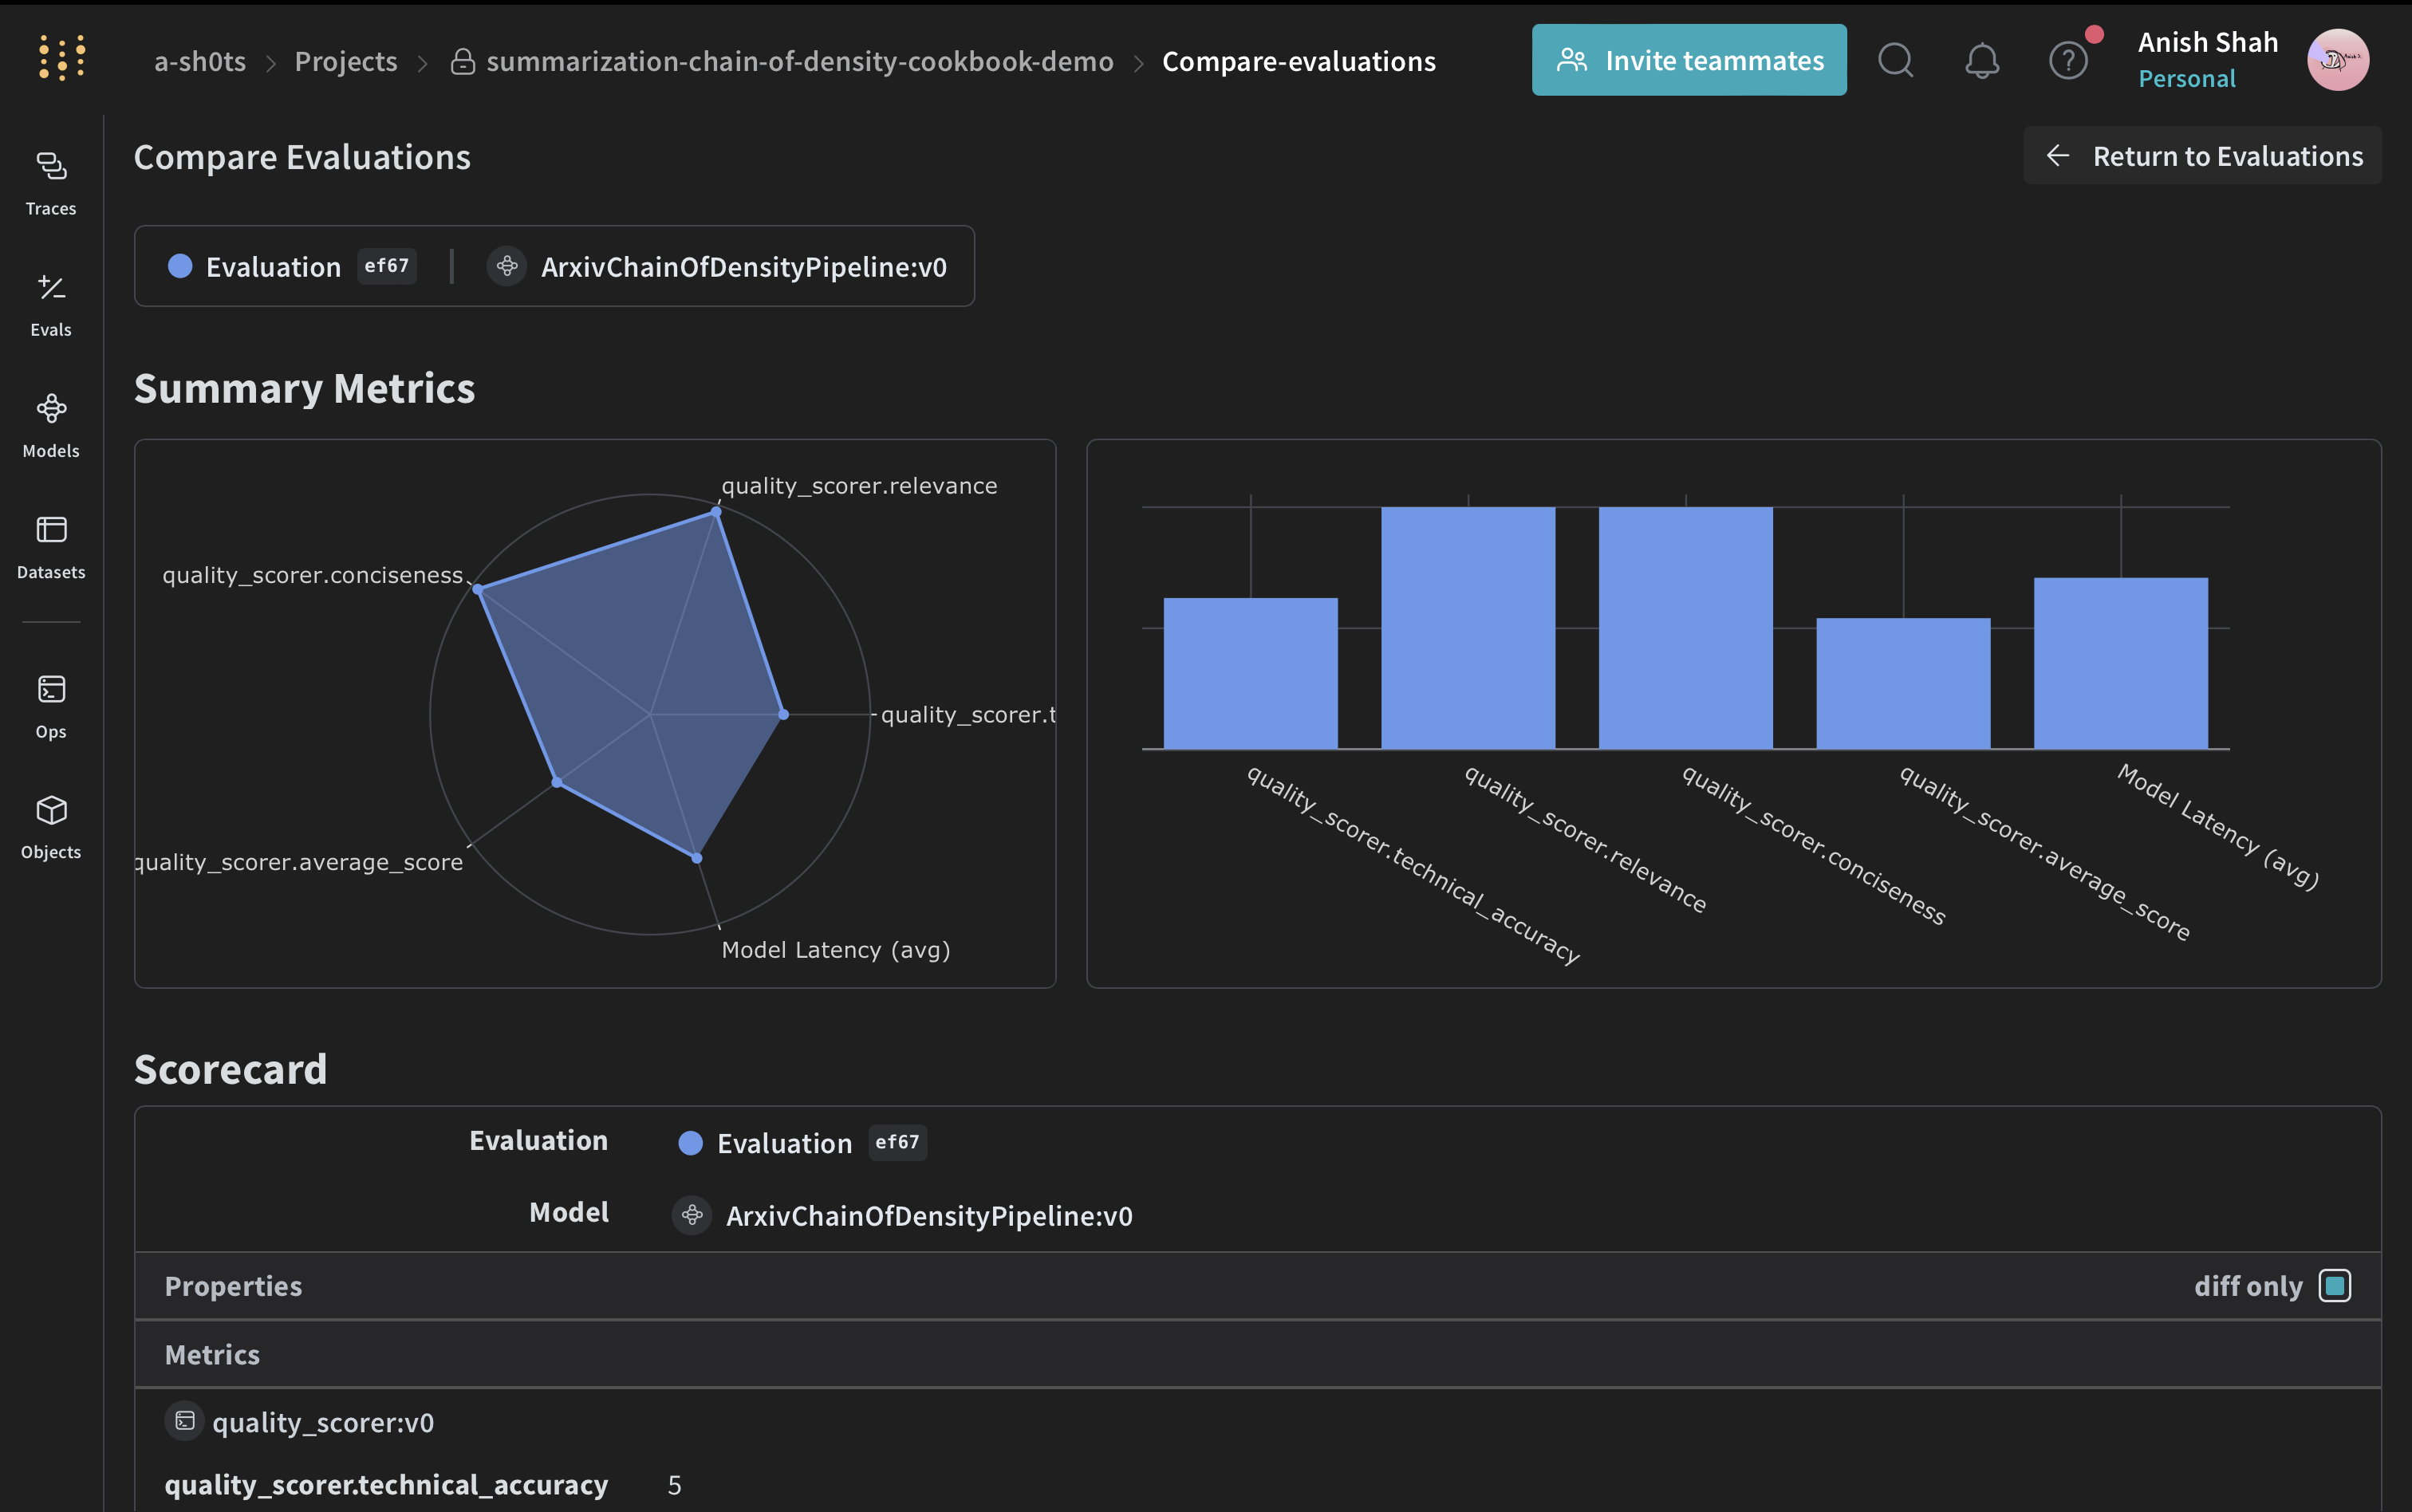 a-sh0ts > Projects > summarization-chain-of-density-cookbook-demo > Compare-evaluations
Invite teammates
?
Anish Shah
Personal
Traces
Evals
Models
Datasets
Ops
Objects
Compare Evaluations
Return to Evaluations
Evaluation ef67 | ArxivChainOfDensityPipeline:v0
Summary Metrics
quality_scorer.relevance
quality_scorer.conciseness
quality_scorer.t
quality_scorer.average_score
Model Latency (avg)
quality_scorer.technical_accuracy
quality_scorer.relevance
quality_scorer.conciseness
quality_scorer.average_score
Model Latency (avg)
Scorecard
Evaluation Evaluation ef67
Model ArxivChainOfDensityPipeline:v0
Properties diff only
Metrics
quality_scorer:v0
quality_scorer.technical_accuracy 5